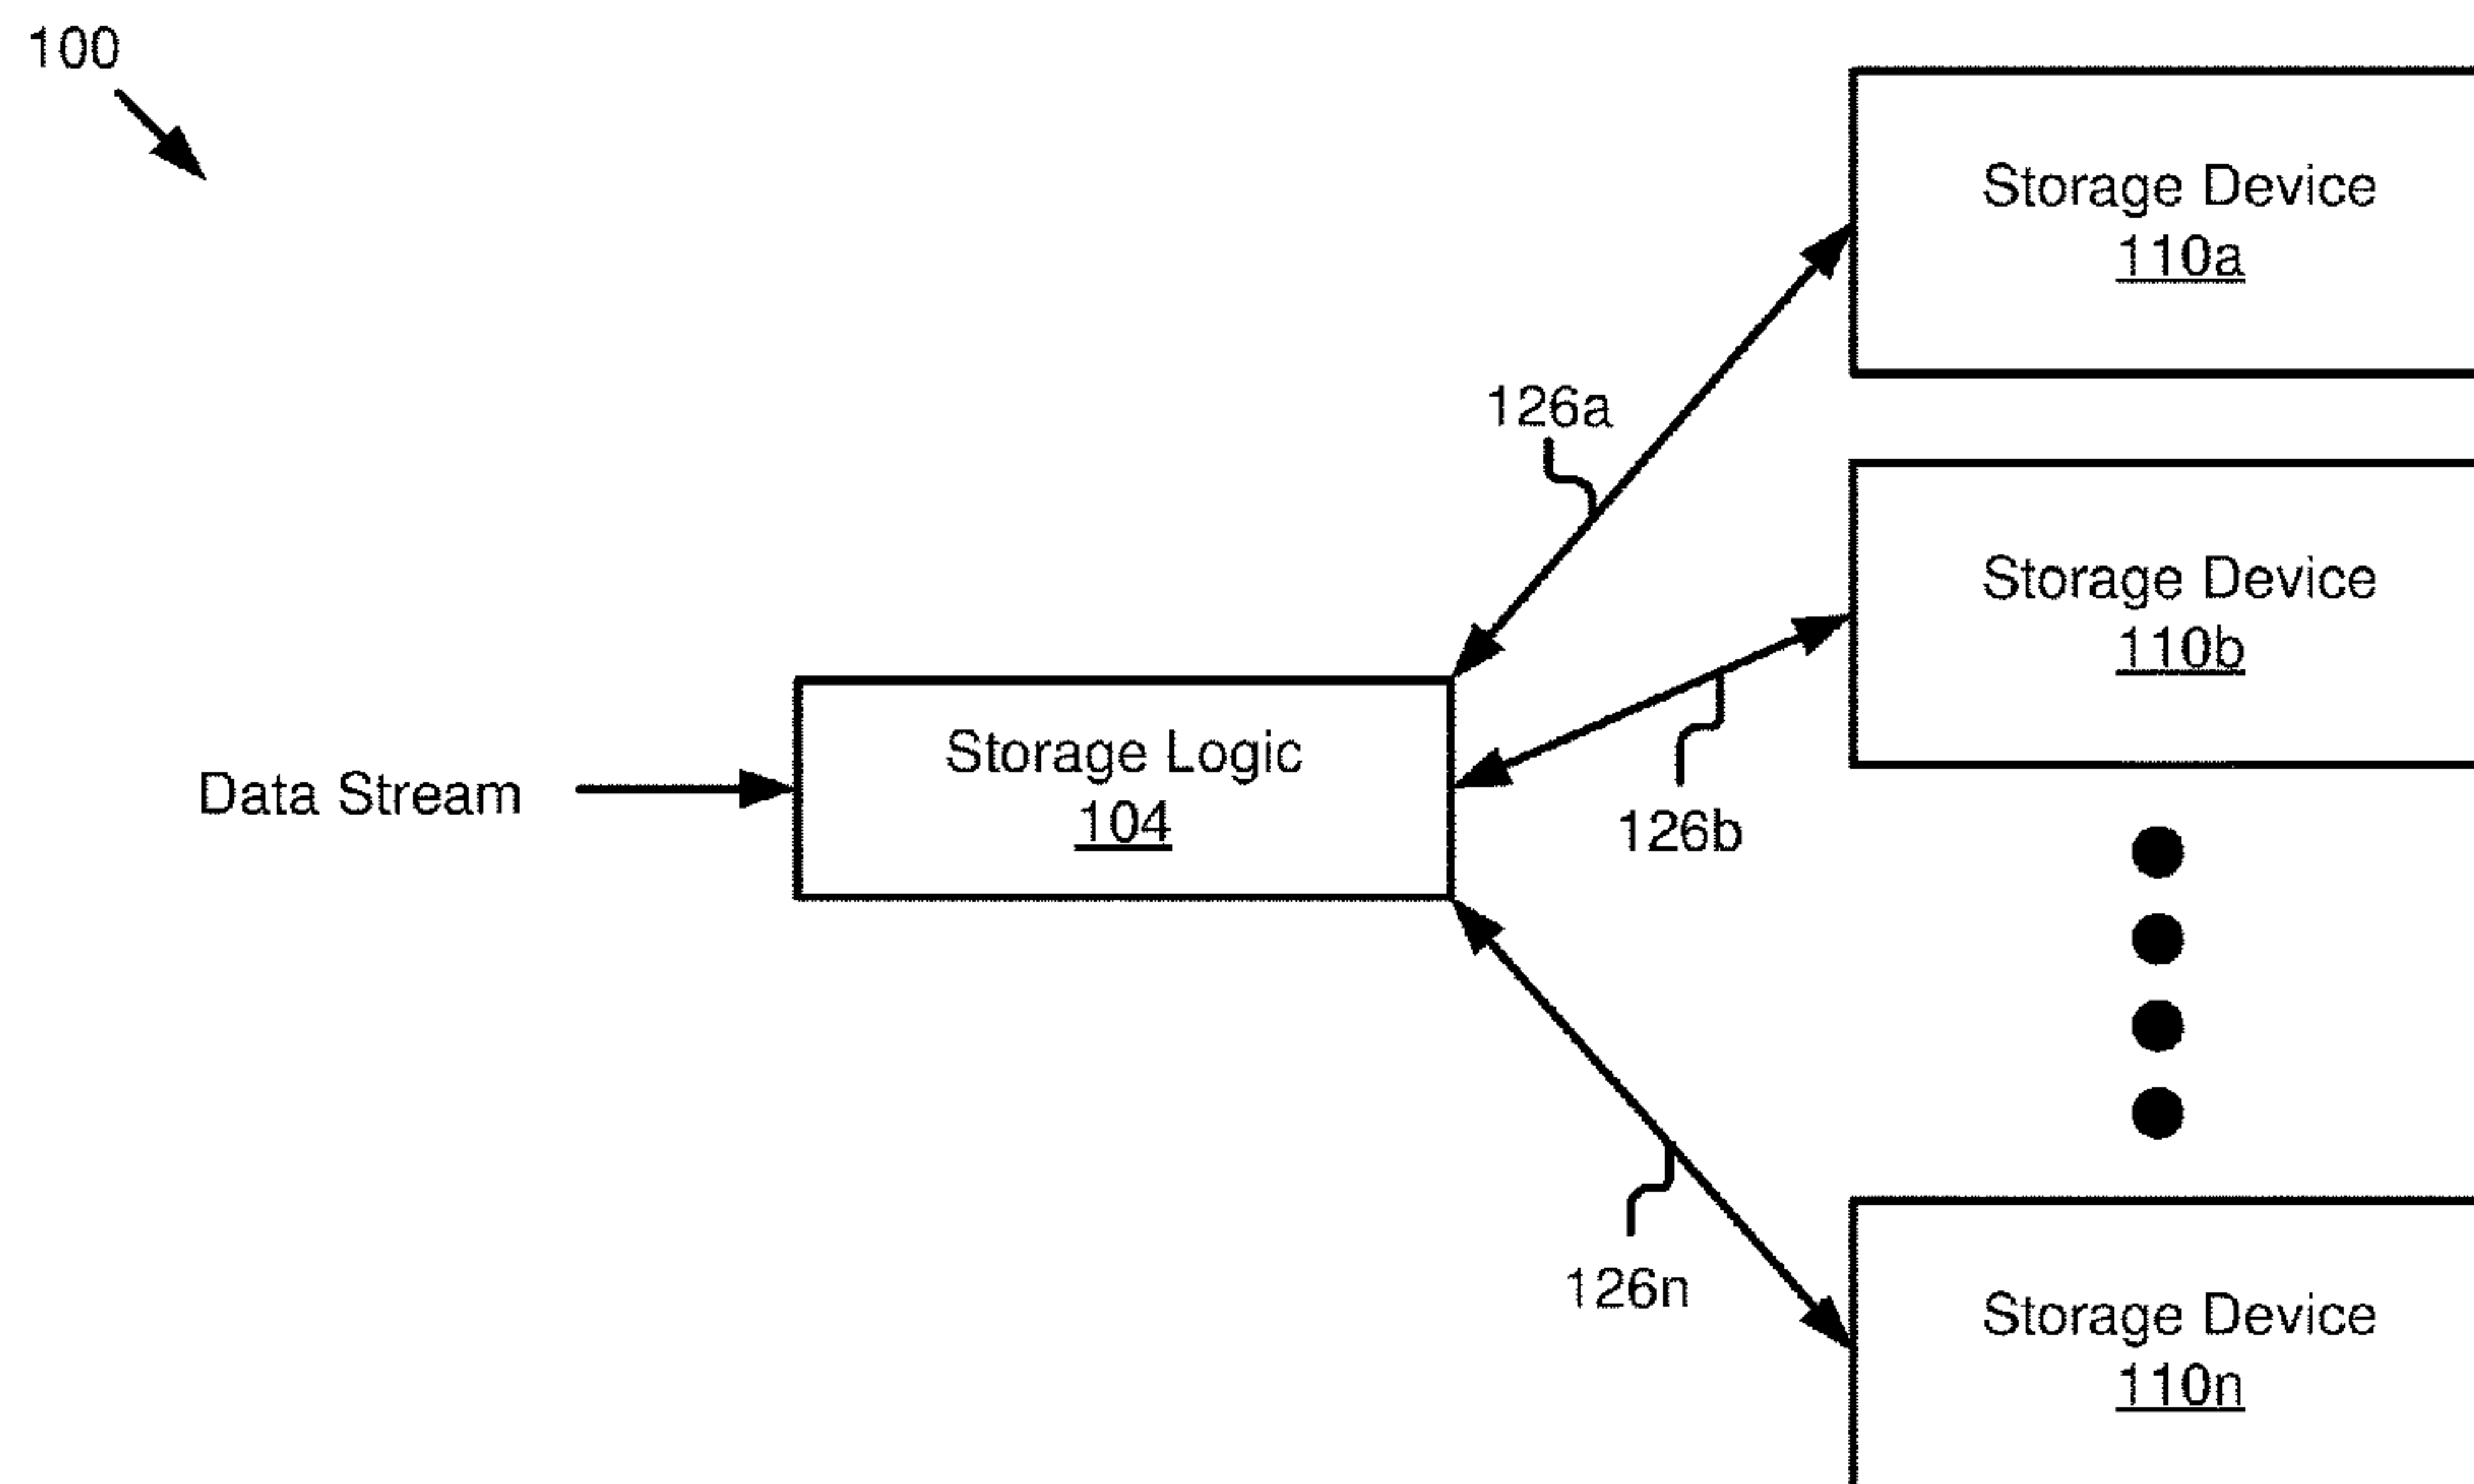 100
Storage Device
110a
126a
Storage Device
110b
Storage Logic
104
Data Stream
126b
126n
Storage Device
110n